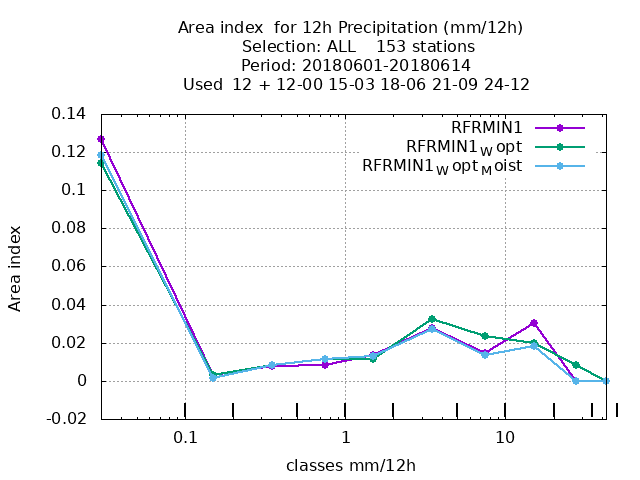 Area index  for 12h Precipitation (mm/12h)
Selection: ALL    153 stations
Period: 20180601-20180614
Used  12 + 12-00 15-03 18-06 21-09 24-12
0.14
0.12
0.1
0.08
0.06
0.04
0.02
0
-0.02
Area index
RFRMIN1
RFRMIN1Wopt
RFRMIN1WoptMoist
0.1 1 10
classes mm/12h